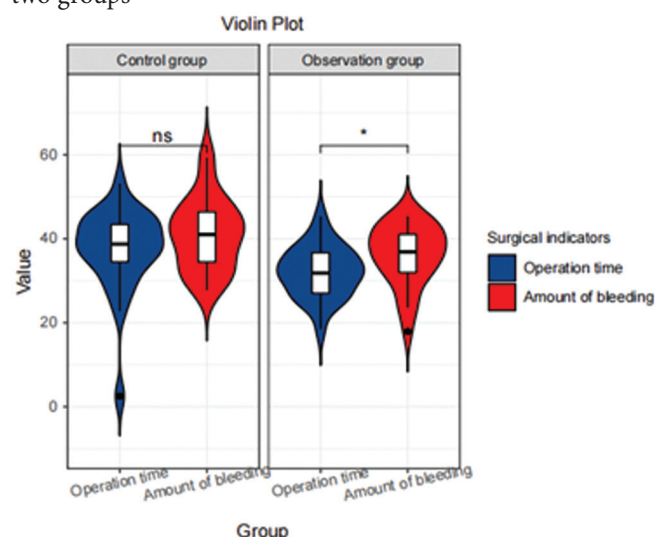 two groups
Violin Plot
Control group
Observation group
ns
*
60
40
20
0
Value
Surgical indicators
Operation time
Amount of bleeding
Operation time
Amount of bleeding
Operation time
Amount of bleeding
Group